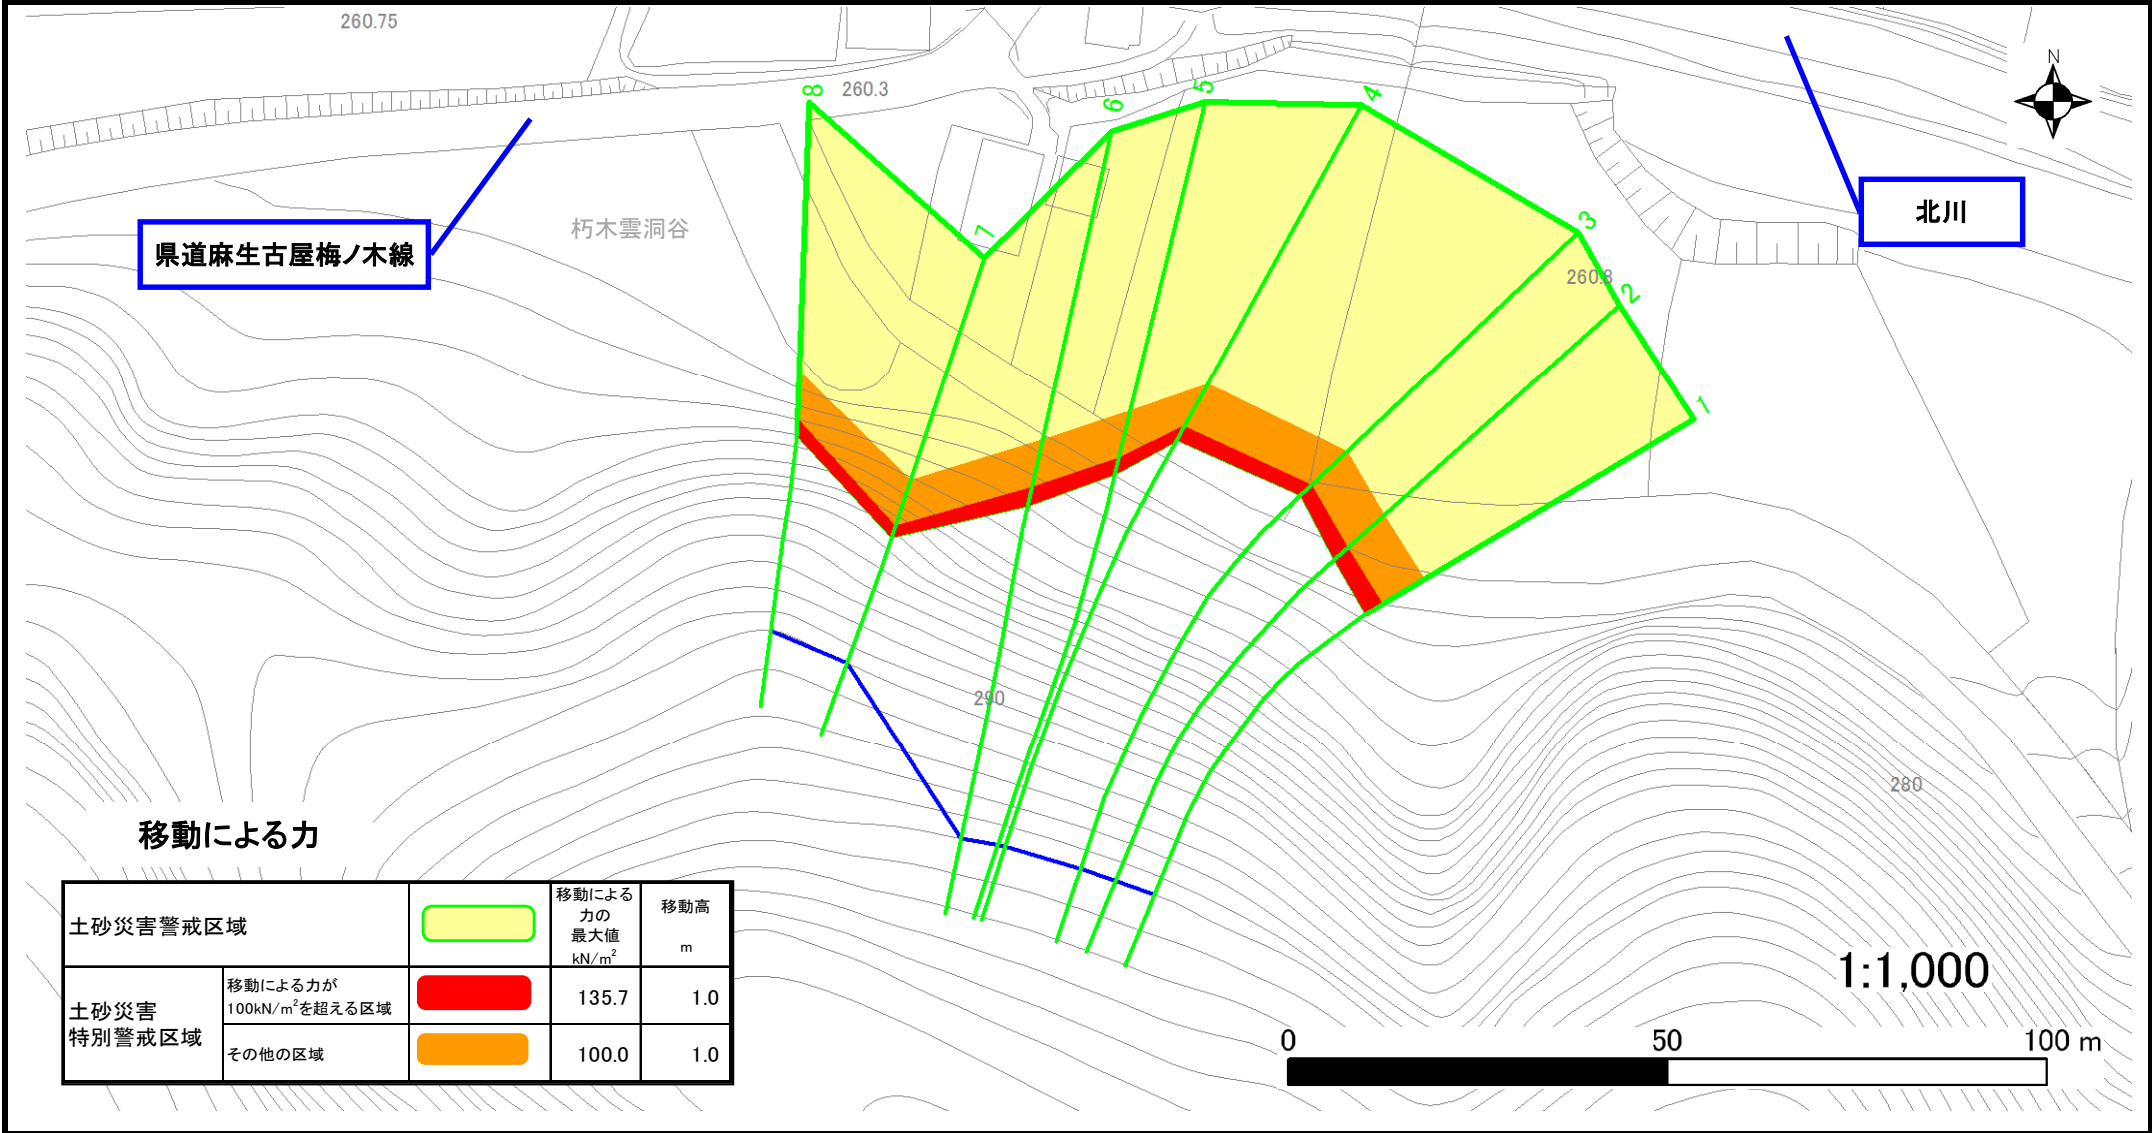 260.75
N
8
260.3
6
5
4
北川
3
朽木雲洞谷
7
県道麻生古屋梅ノ木線
260.8
2
1
290
280
移動による力
土砂災害警戒区域
移動による
力の
最大値
kN/m²
移動高
m
土砂災害
特別警戒区域
移動による力が
100kN/m²を超える区域
135.7
1.0
その他の区域
100.0
1.0
1:1,000
0
50
100 m